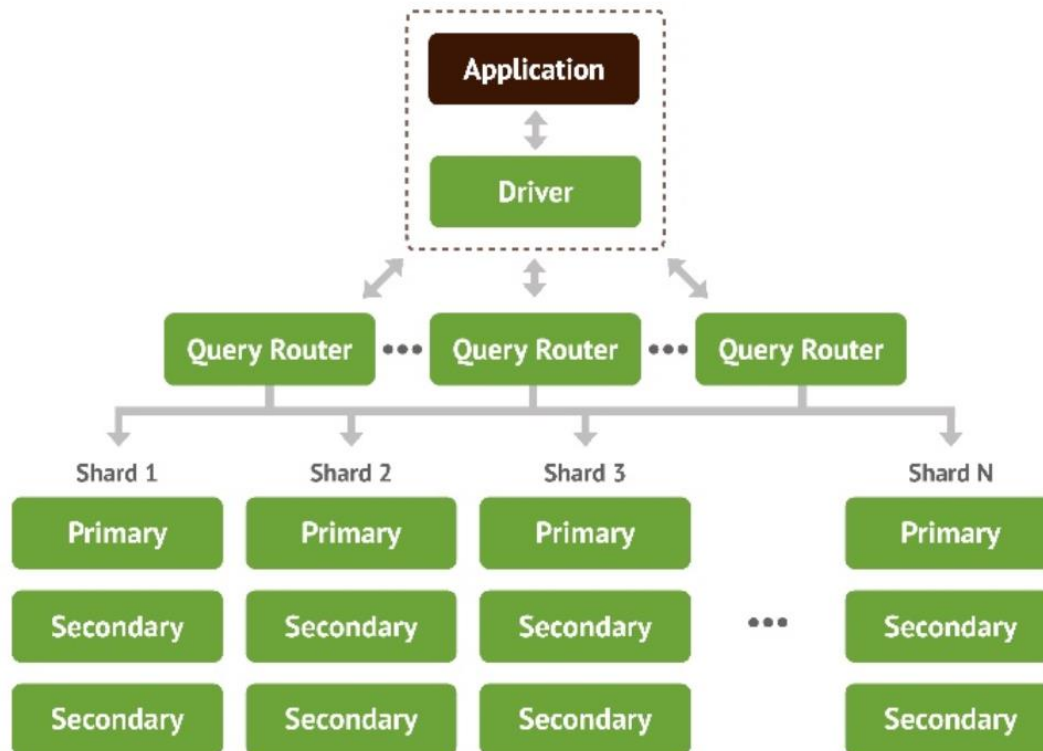 Application
Driver
Query Router ••• Query Router ••• Query Router
Shard 1 Shard 2 Shard 3 Shard N
Primary Primary Primary Primary
Secondary Secondary Secondary ••• Secondary
Secondary Secondary Secondary Secondary